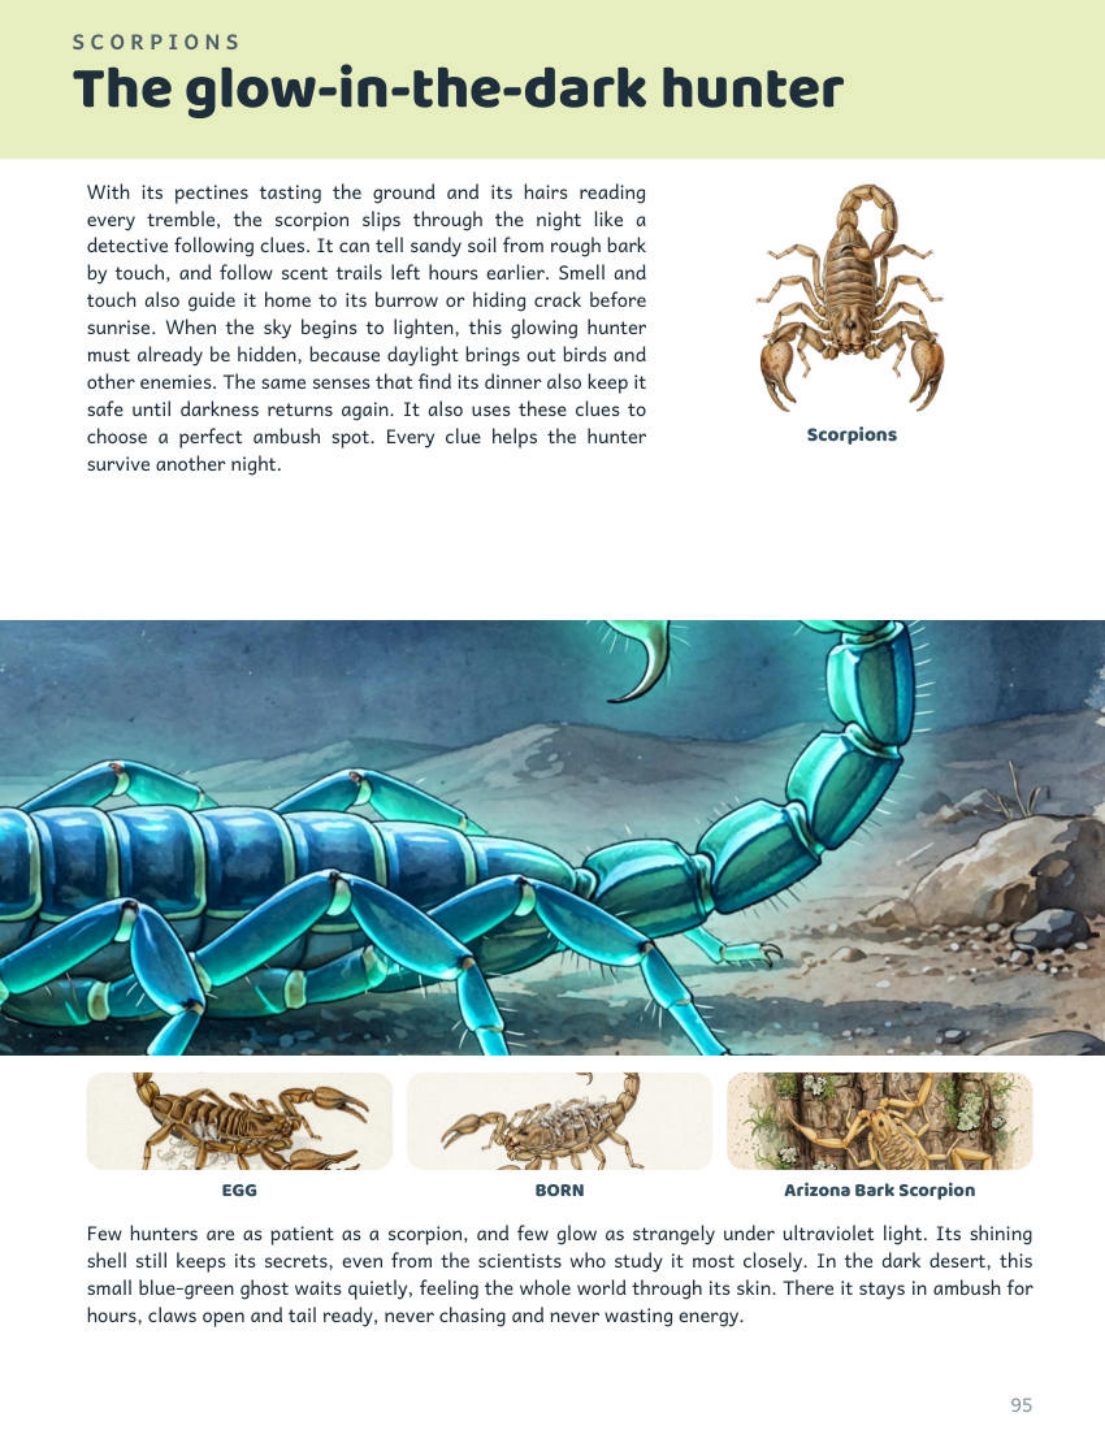 SCORPIONS
The glow-in-the-dark hunter
With its pectines tasting the ground and its hairs reading
every tremble, the scorpion slips through the night like a
detective following clues. It can tell sandy soil from rough bark
by touch, and follow scent trails left hours earlier. Smell and
touch also guide it home to its burrow or hiding crack before
sunrise. When the sky begins to lighten, this glowing hunter
must already be hidden, because daylight brings out birds and
other enemies. The same senses that find its dinner also keep it
safe until darkness returns again. It also uses these clues to
choose a perfect ambush spot. Every clue helps the hunter
survive another night.
Scorpions
EGG
BORN
Arizona Bark Scorpion
Few hunters are as patient as a scorpion, and few glow as strangely under ultraviolet light. Its shining
shell still keeps its secrets, even from the scientists who study it most closely. In the dark desert, this
small blue-green ghost waits quietly, feeling the whole world through its skin. There it stays in ambush for
hours, claws open and tail ready, never chasing and never wasting energy.
95